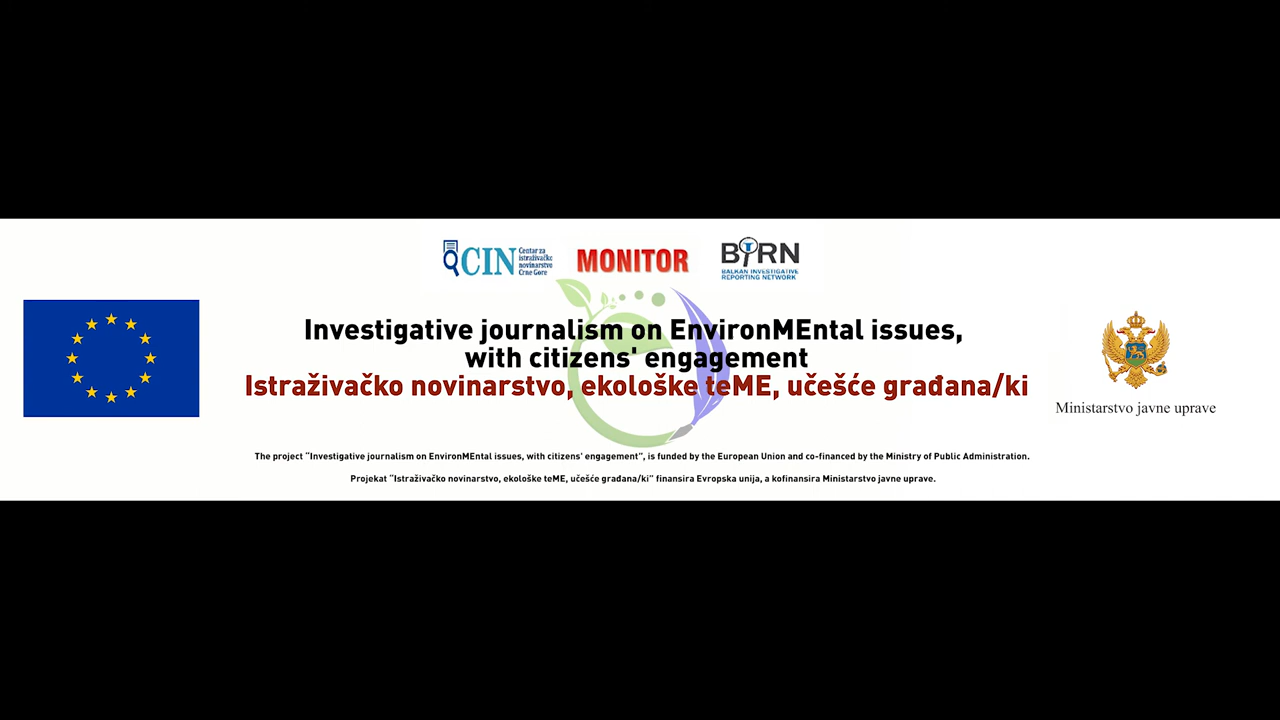 CIN Centar za
istraživačko
novinarstvo
Crne Gore
MONITOR
BIRN
BALKAN INVESTIGATIVE
REPORTING NETWORK
Investigative journalism on EnvironMEntal issues,
with citizens' engagement
Istraživačko novinarstvo, ekološke teME, učešće građana/ki
Ministarstvo javne uprave
The project "Investigative journalism on EnvironMEntal issues, with citizens' engagement", is funded by the European Union and co-financed by the Ministry of Public Administration.
Projekat "Istraživačko novinarstvo, ekološke teME, učešće građana/ki" finansira Evropska unija, a kofinansira Ministarstvo javne uprave.